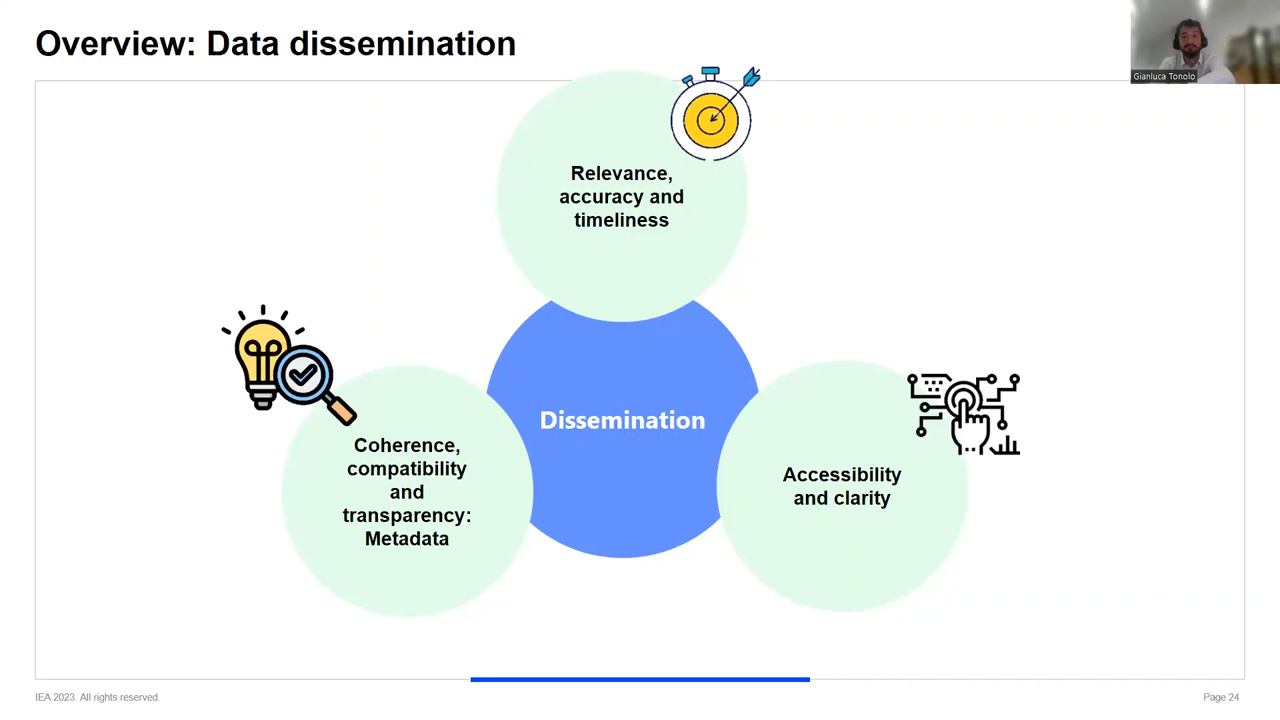 Overview: Data dissemination
Gianluca Tonolo
Relevance,
accuracy and
timeliness
Dissemination
Coherence,
compatibility
and
transparency:
Metadata
Accessibility
and clarity
IEA 2023. All rights reserved.
Page 24